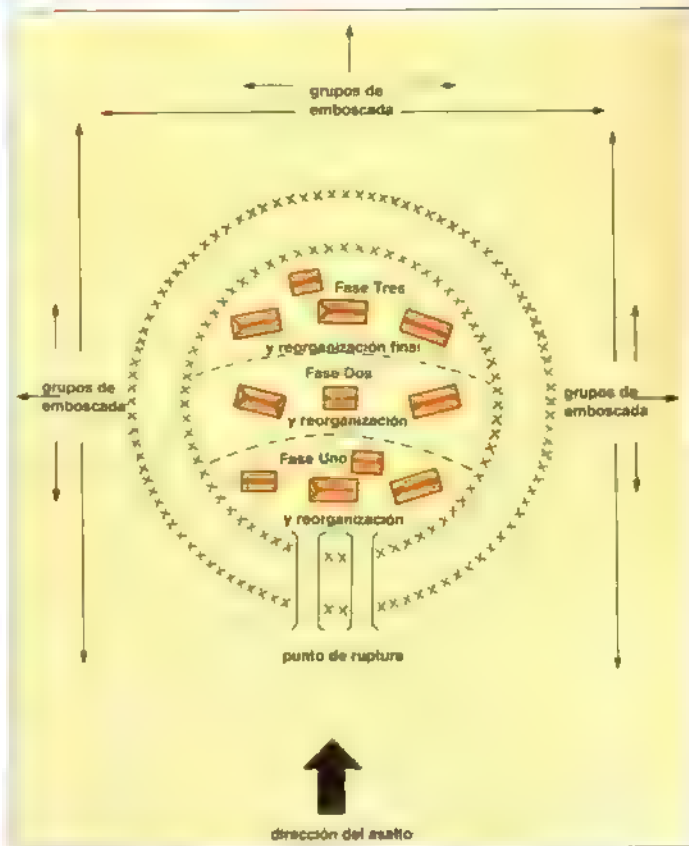 grupos de
emboscada
Fase Tres
y reorganización final
Fase Dos
grupos de
emboscada
y reorganización
grupos de
emboscada
Fase Uno
y reorganización
punto de ruptura
dirección del asalto